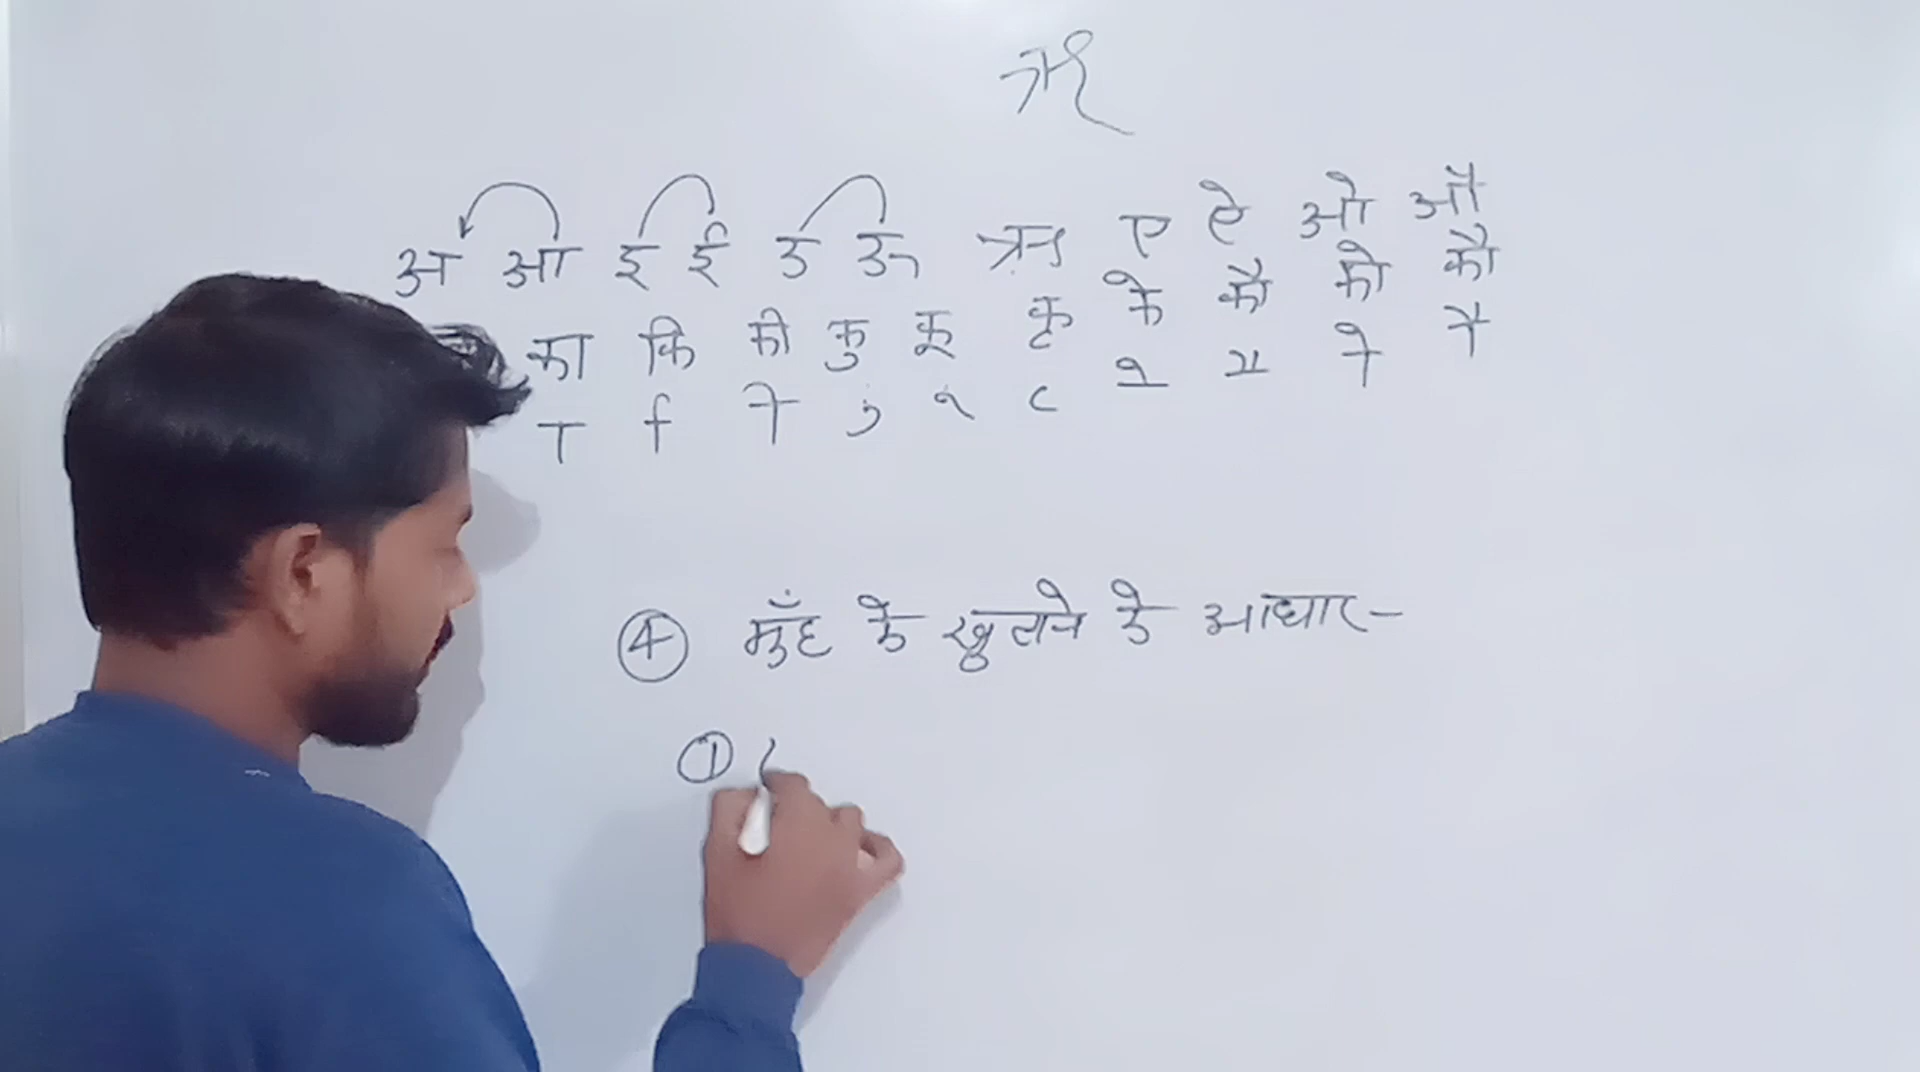 ऋ
अ आ इ ई उ ऊ ऋ ए ऐ ओ औ
का कि की कु कू कृ के कै को कौ
ा ि ी ु ू ृ े ै ो ौ
④ मुँह के खुलने के आधार-
①